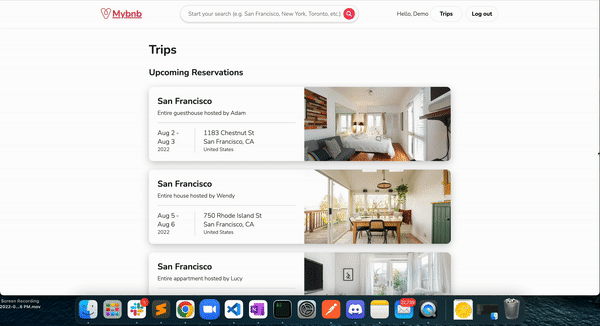 Mybnb
Start your search (e.g. San Francisco, New York, Toronto, etc.)
Hello, Demo
Trips
Log out
Trips
Upcoming Reservations
San Francisco
Entire guesthouse hosted by Adam
Aug 2 -
Aug 3
2022
1183 Chestnut St
San Francisco, CA
United States
San Francisco
Entire house hosted by Wendy
Aug 5 -
Aug 6
2022
750 Rhode Island St
San Francisco, CA
United States
San Francisco
Entire appartment hosted by Lucy
Screen Recording
2022-0...6 PM.mov